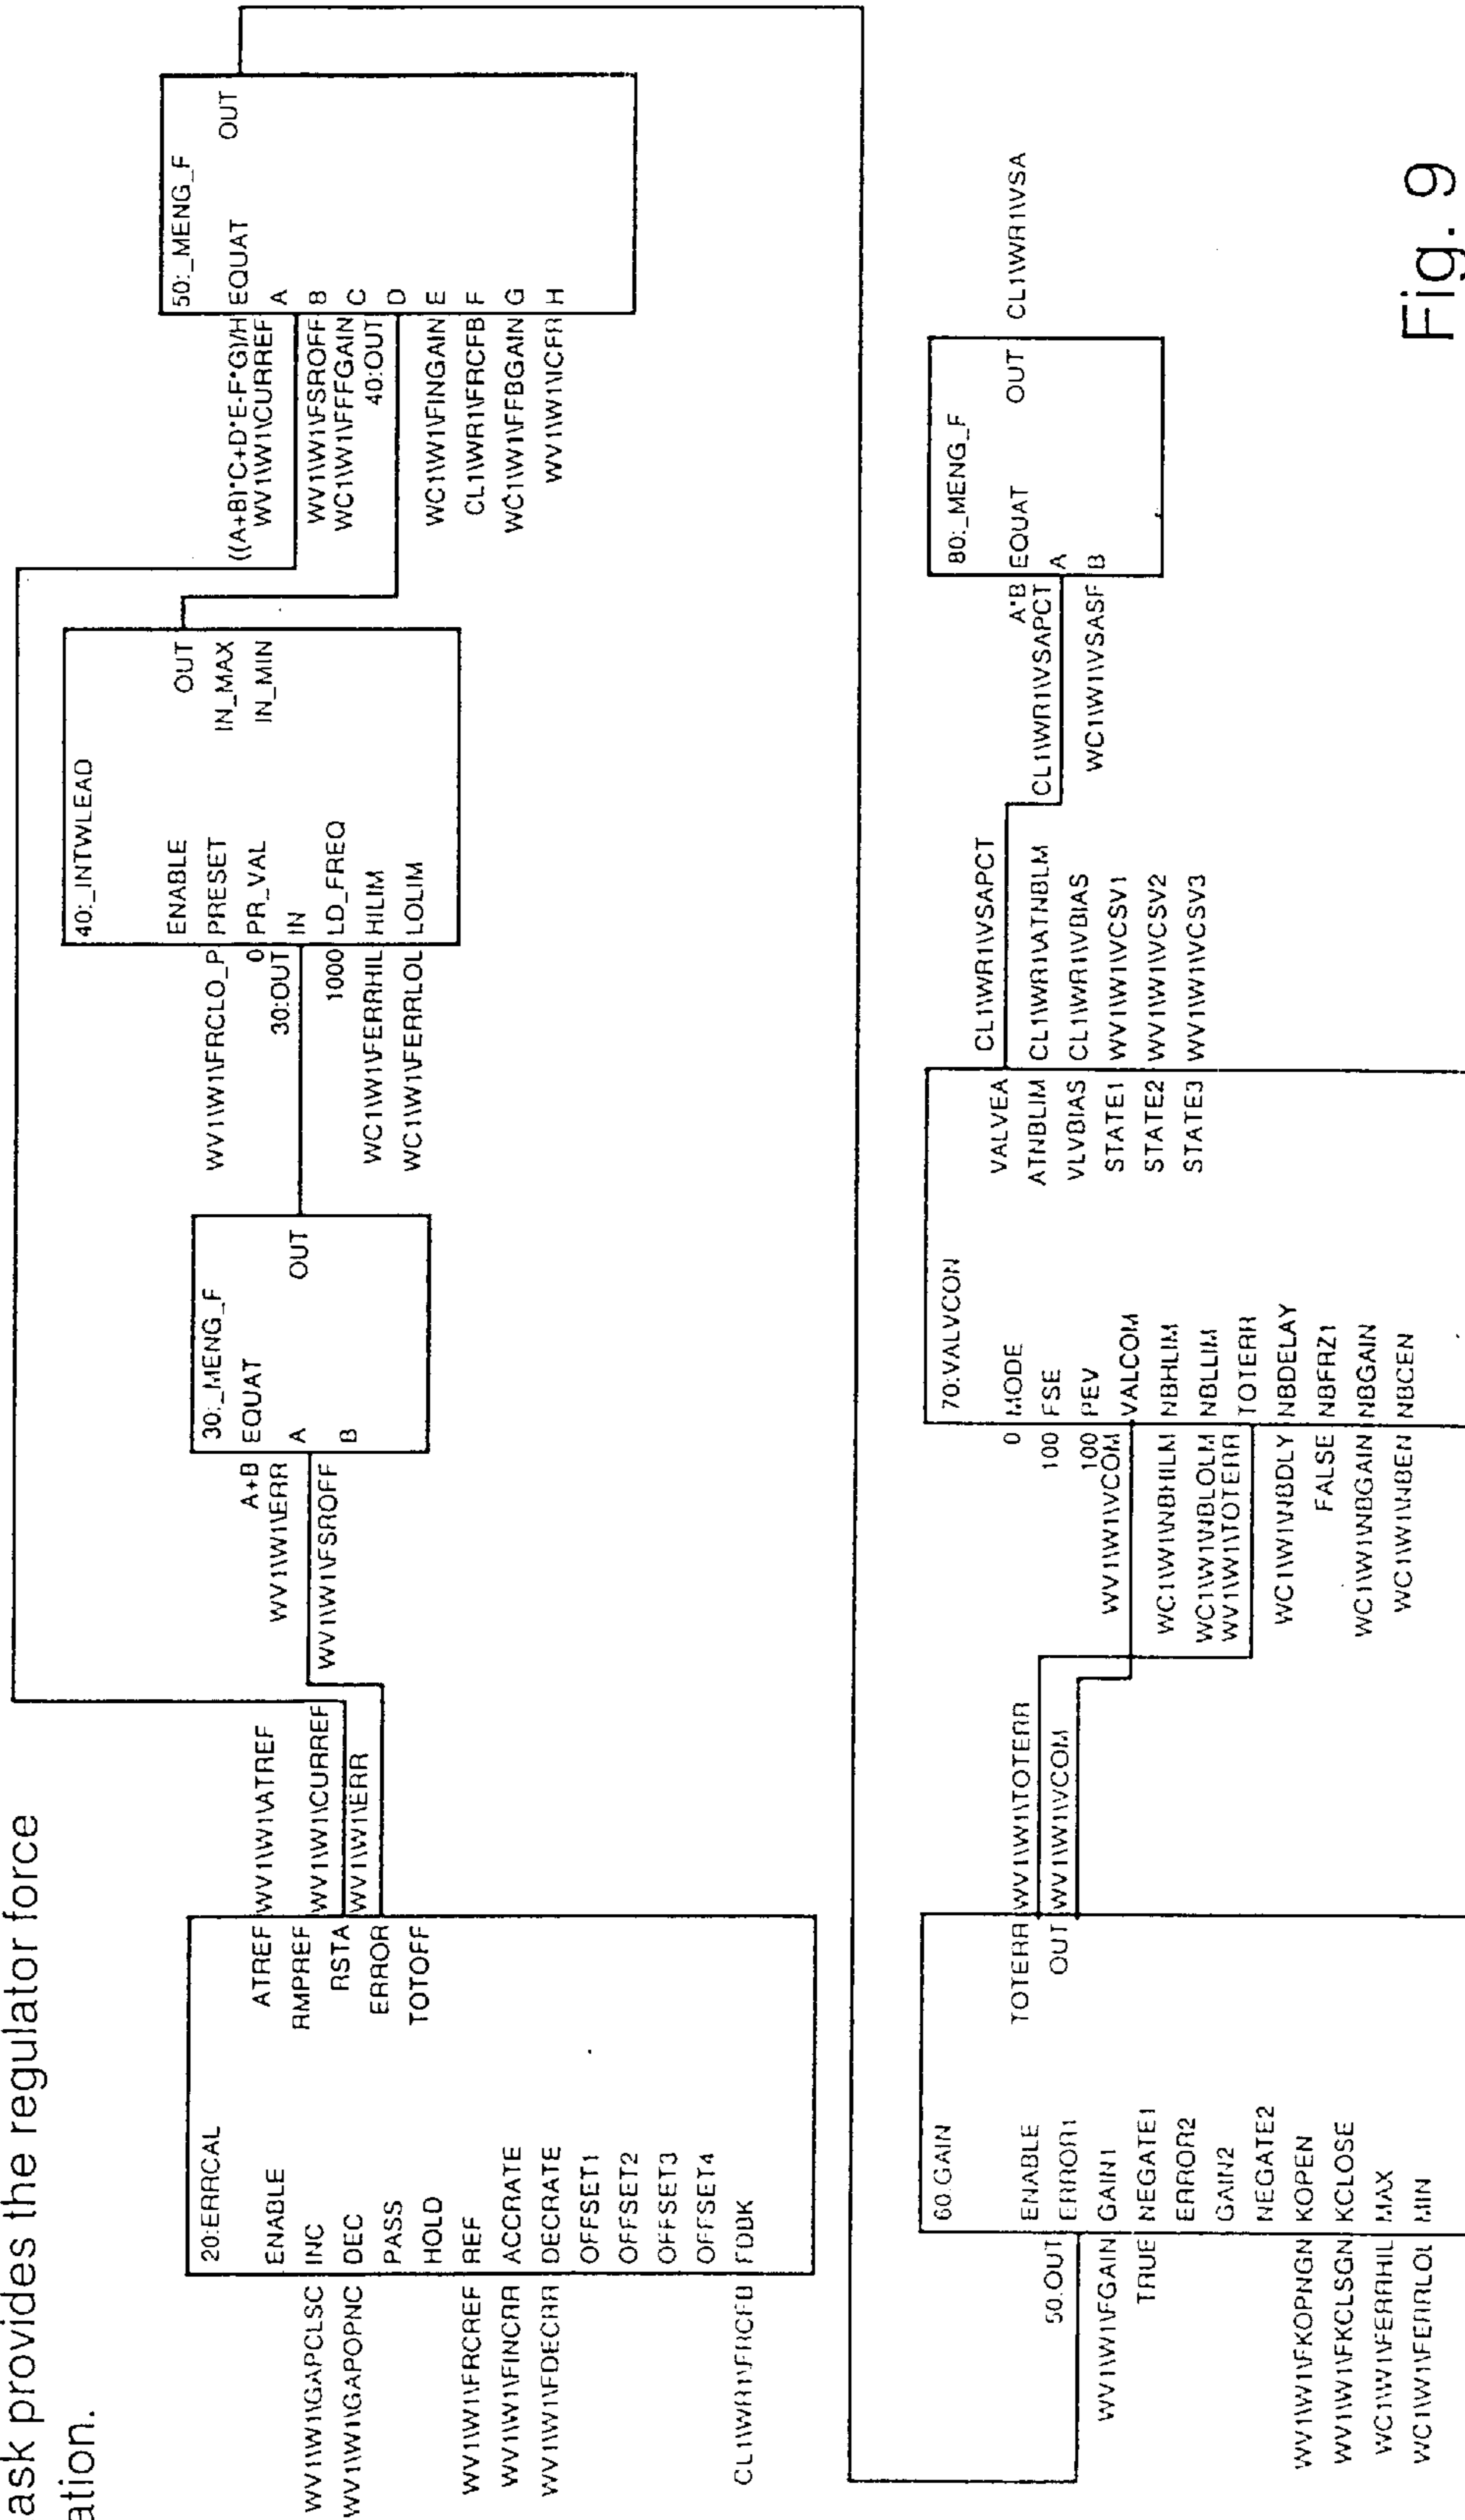 ask provides the regulator force
ation.
20:ERRCAL
ENABLE
WV1\W1\GAPCLSC INC
WV1\W1\GAPOPNC DEC
PASS
HOLD
WV1\W1\FRCREF REF
WV1\W1\FINCRR ACCRATE
WV1\W1\FDECRR DECRATE
OFFSET1
OFFSET2
OFFSET3
OFFSET4
CL1\WR1\FRCFB FDBK
ATREF WV1\W1\ATREF
RMPREF WV1\W1\CURREF
RSTA
ERROR WV1\W1\ERR
TOTOFF
30:_MENG_F
A+B EQUAT
WV1\W1\ERR A
WV1\W1\FSROFF B
OUT
40:_INTWLEAD
ENABLE
WV1\W1\FRCLO_P PRESET
0 PR_VAL
30:OUT IN
1000 LD_FREQ
WC1\W1\FERRHIL HILIM
WC1\W1\FERRLOL LOLIM
OUT
IN_MAX
IN_MIN
50:_MENG_F
((A+B)*C+D*E-F*G)/H EQUAT
WV1\W1\CURREF A
WV1\W1\FSROFF B
WC1\W1\FFFGAIN C
40:OUT D
WC1\W1\FINGAIN E
CL1\WR1\FRCFB F
WC1\W1\FFBGAIN G
WV1\W1\ICFR H
OUT
60:GAIN
ENABLE
50:OUT ERROR1
WV1\W1\FGAIN GAIN1
TRUE NEGATE1
ERROR2
GAIN2
NEGATE2
WV1\W1\FKOPNGN KOPEN
WV1\W1\FKCLSGN KCLOSE
WC1\W1\FERRHIL MAX
WC1\W1\FERRLOL MIN
TOTERR WV1\W1\TOTERR
OUT WV1\W1\VCOM
70:VALVCON
0 MODE
100 FSE
100 PEV
WV1\W1\VCOM VALCOM
WC1\W1\NBHILM NBHLIM
WC1\W1\NBLOLM NBLLIM
WV1\W1\TOTERR TOTERR
WC1\W1\NBDLY NBDELAY
FALSE NBFRZ1
WC1\W1\NBGAIN NBGAIN
WC1\W1\NBEN NBCEN
VALVEA CL1\WR1\VSAPCT
ATNBLIM CL1\WR1\ATNBLM
VLVBIAS CL1\WR1\VBIAS
STATE1 WV1\W1\VCSV1
STATE2 WV1\W1\VCSV2
STATE3 WV1\W1\VCSV3
80:_MENG_F
A*B EQUAT
CL1\WR1\VSAPCT A
WC1\W1\VSASF B
OUT CL1\WR1\VSA
Fig. 9